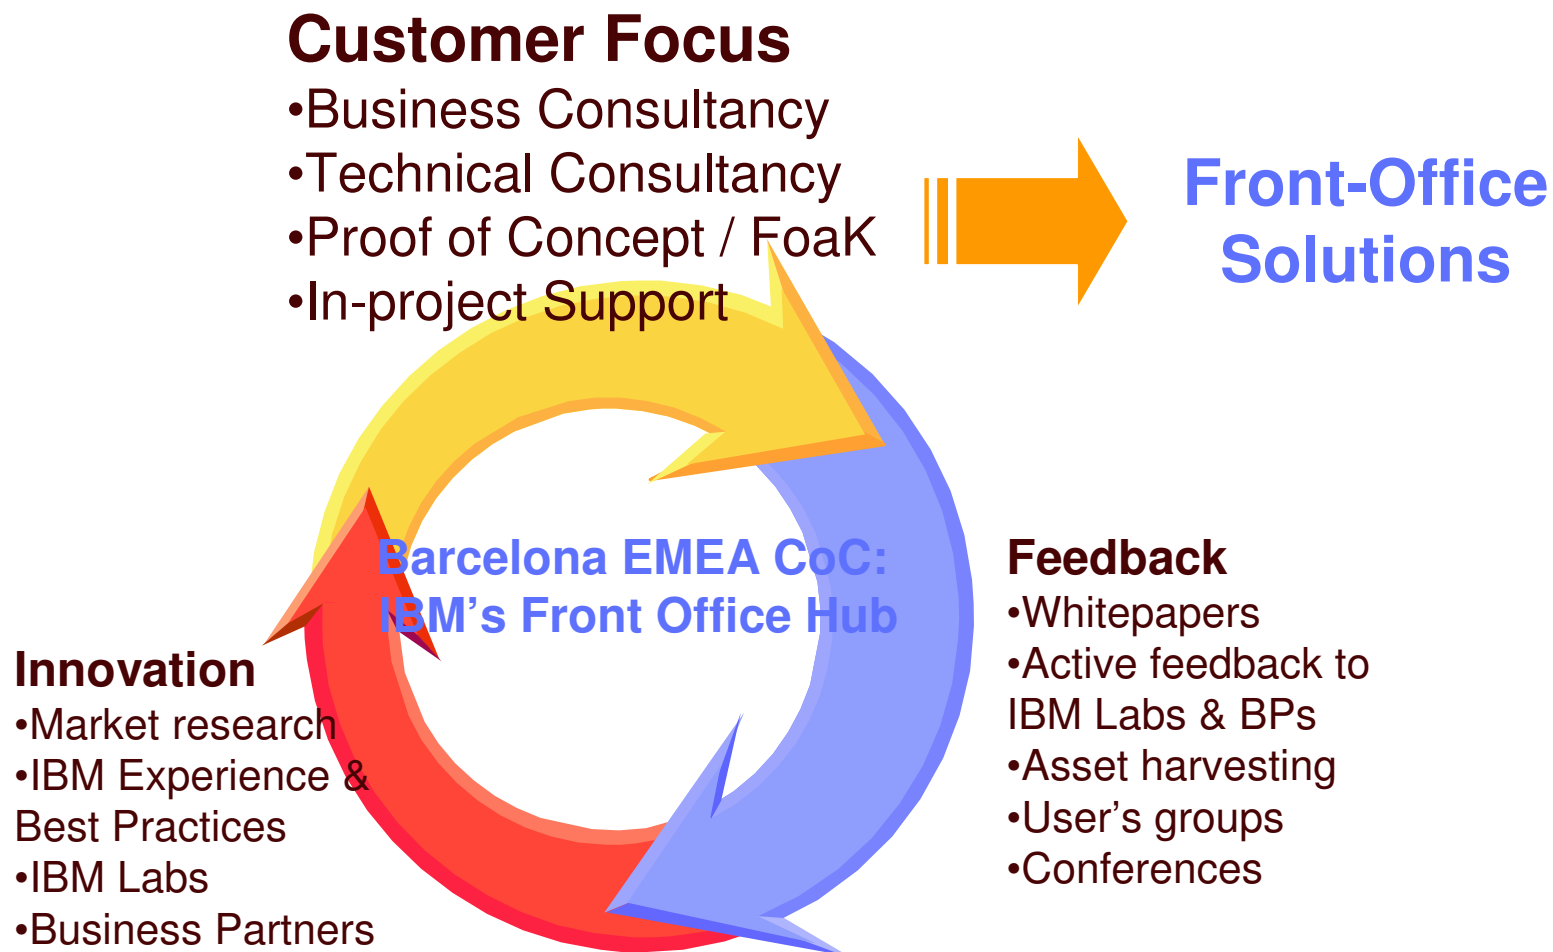 Customer Focus
•Business Consultancy
•Technical Consultancy
•Proof of Concept / FoaK
•In-project Support
Front-Office
Solutions
Barcelona EMEA CoC:
IBM’s Front Office Hub
Feedback
•Whitepapers
•Active feedback to
IBM Labs & BPs
•Asset harvesting
•User’s groups
•Conferences
Innovation
•Market research
•IBM Experience &
Best Practices
•IBM Labs
•Business Partners